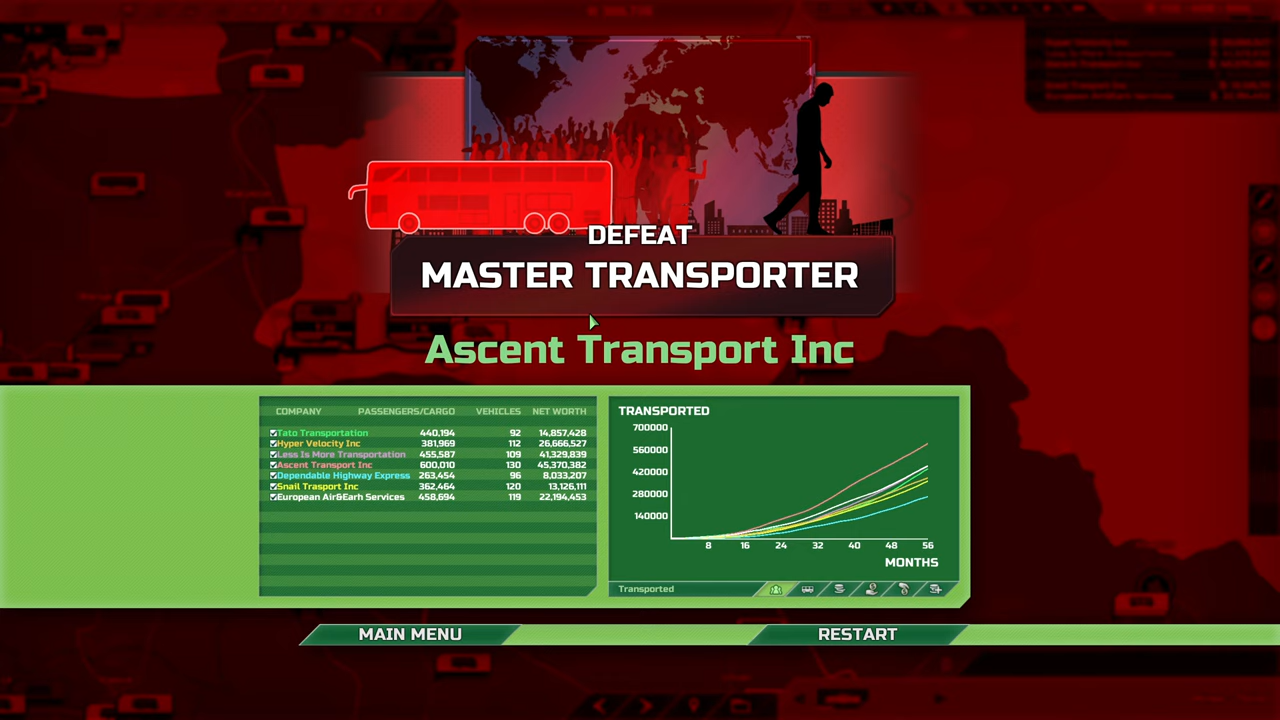 DEFEAT
MASTER TRANSPORTER
Ascent Transport Inc
COMPANY PASSENGERS/CARGO VEHICLES NET WORTH
Tato Transportation 440,194 92 14,857,428
Hyper Velocity Inc 381,969 112 26,666,527
Less Is More Transportation 455,587 109 41,329,839
Ascent Transport Inc 600,010 130 45,370,382
Dependable Highway Express 263,454 96 8,033,207
Snail Trasport Inc 362,464 120 13,126,111
European Air&Earh Services 458,694 119 22,194,453
TRANSPORTED
700000
560000
420000
280000
140000
8 16 24 32 40 48 56
MONTHS
Transported
MAIN MENU RESTART